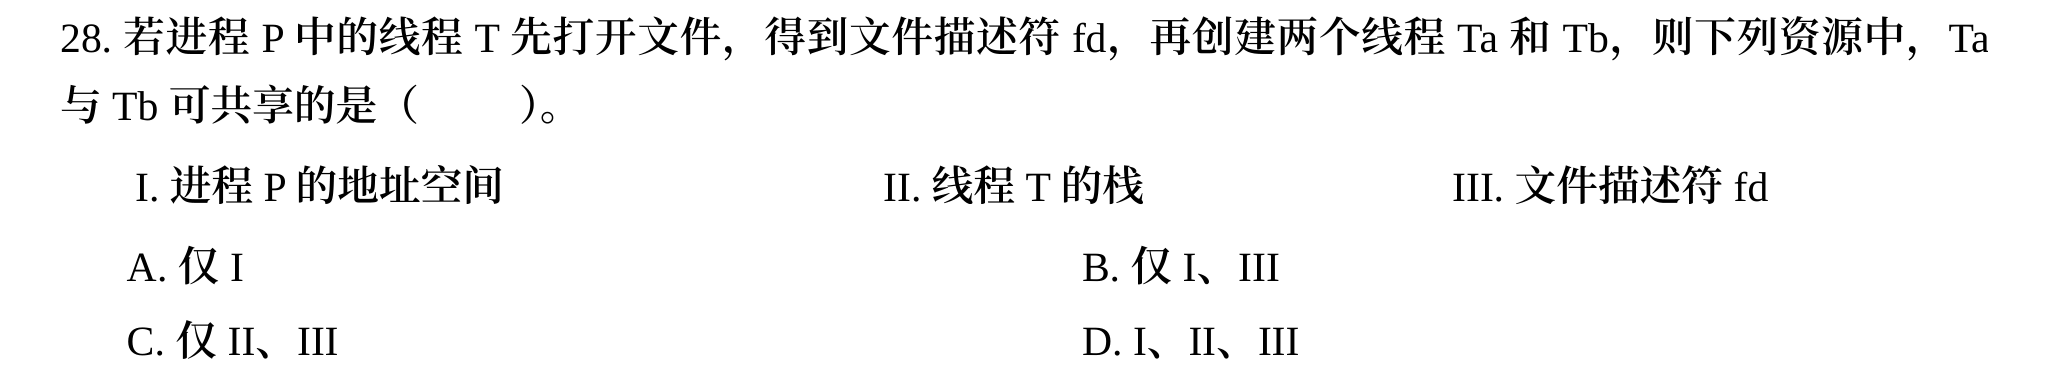 28. 若进程 P 中的线程 T 先打开文件，得到文件描述符 fd，再创建两个线程 Ta 和 Tb，则下列资源中，Ta
与 Tb 可共享的是（　　）。
I. 进程 P 的地址空间 II. 线程 T 的栈 III. 文件描述符 fd
A. 仅 I B. 仅 I、III
C. 仅 II、III D. I、II、III